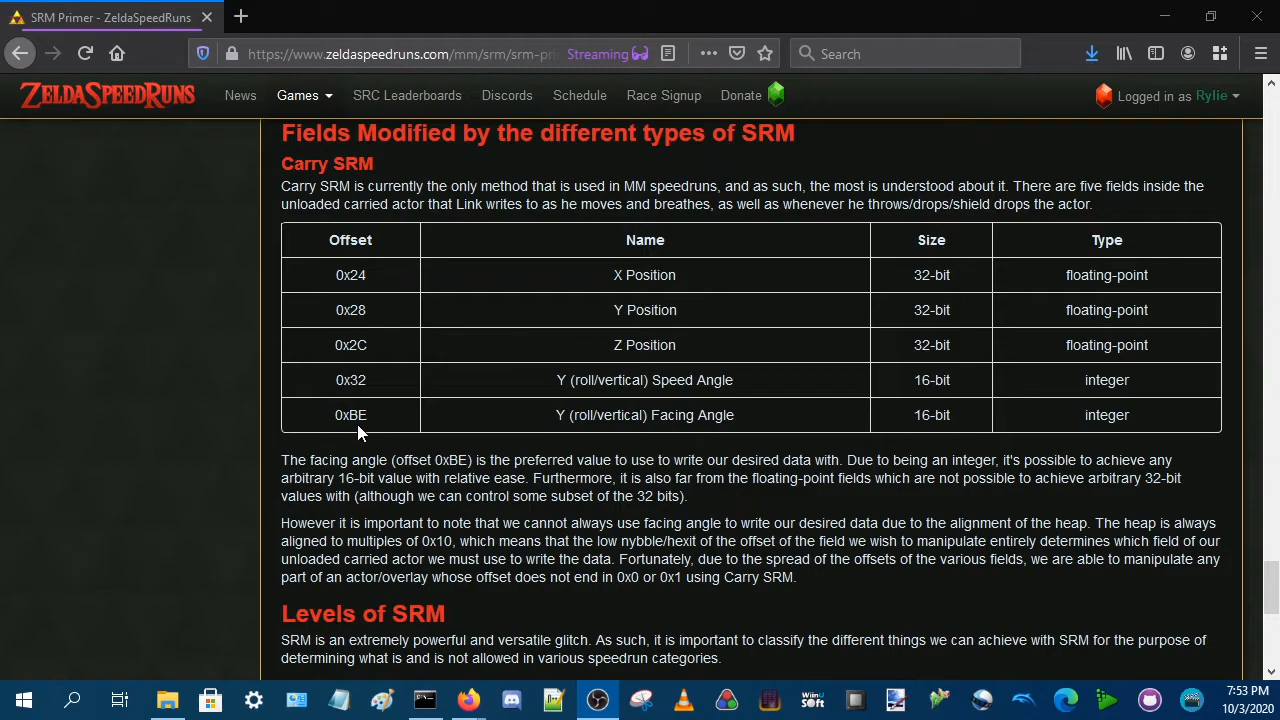 SRM Primer - ZeldaSpeedRuns
https://www.zeldaspeedruns.com/mm/srm/srm-pri Streaming
Search
ZELDASPEEDRUNS News Games SRC Leaderboards Discords Schedule Race Signup Donate Logged in as Rylie
Fields Modified by the different types of SRM
Carry SRM
Carry SRM is currently the only method that is used in MM speedruns, and as such, the most is understood about it. There are five fields inside the
unloaded carried actor that Link writes to as he moves and breathes, as well as whenever he throws/drops/shield drops the actor.
Offset Name Size Type
0x24 X Position 32-bit floating-point
0x28 Y Position 32-bit floating-point
0x2C Z Position 32-bit floating-point
0x32 Y (roll/vertical) Speed Angle 16-bit integer
0xBE Y (roll/vertical) Facing Angle 16-bit integer
The facing angle (offset 0xBE) is the preferred value to use to write our desired data with. Due to being an integer, it's possible to achieve any
arbitrary 16-bit value with relative ease. Furthermore, it is also far from the floating-point fields which are not possible to achieve arbitrary 32-bit
values with (although we can control some subset of the 32 bits).
However it is important to note that we cannot always use facing angle to write our desired data due to the alignment of the heap. The heap is always
aligned to multiples of 0x10, which means that the low nybble/hexit of the offset of the field we wish to manipulate entirely determines which field of our
unloaded carried actor we must use to write the data. Fortunately, due to the spread of the offsets of the various fields, we are able to manipulate any
part of an actor/overlay whose offset does not end in 0x0 or 0x1 using Carry SRM.
Levels of SRM
SRM is an extremely powerful and versatile glitch. As such, it is important to classify the different things we can achieve with SRM for the purpose of
determining what is and is not allowed in various speedrun categories.
WiinU
SOFT
7:53 PM
10/3/2020